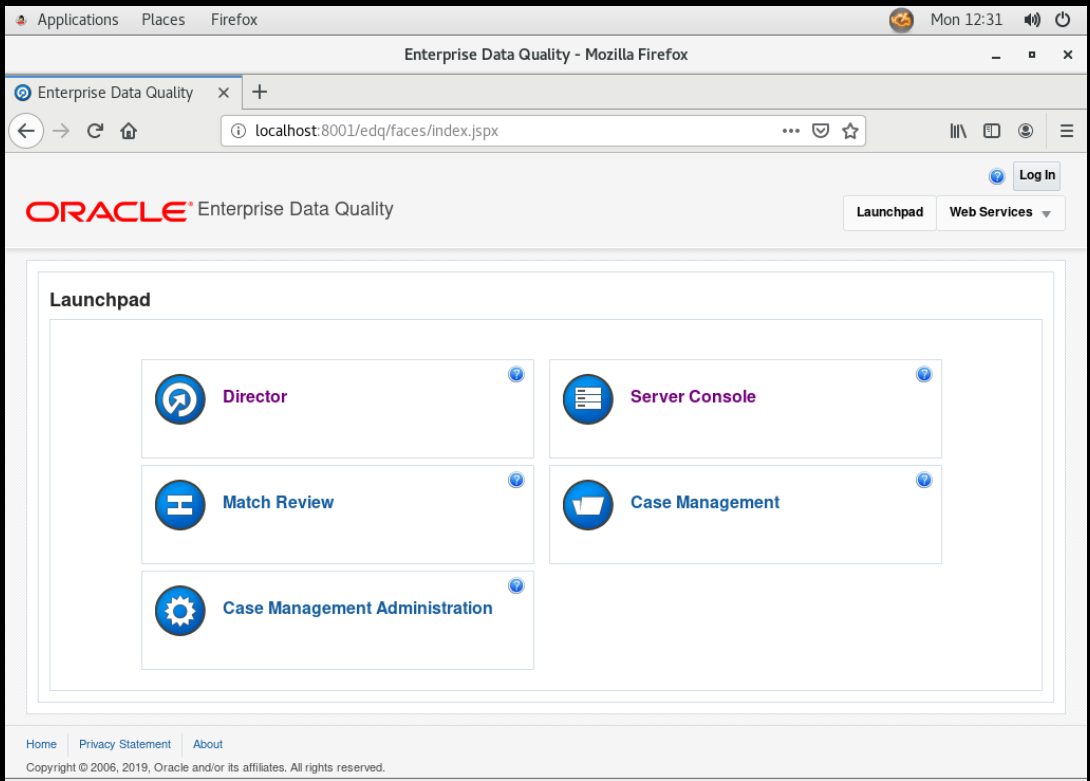 Applications Places Firefox Mon 12:31
Enterprise Data Quality - Mozilla Firefox
Enterprise Data Quality
localhost:8001/edq/faces/index.jspx
Log In
ORACLE® Enterprise Data Quality
Launchpad Web Services
Launchpad
Director Server Console
Match Review Case Management
Case Management Administration
Home Privacy Statement About
Copyright © 2006, 2019, Oracle and/or its affiliates. All rights reserved.